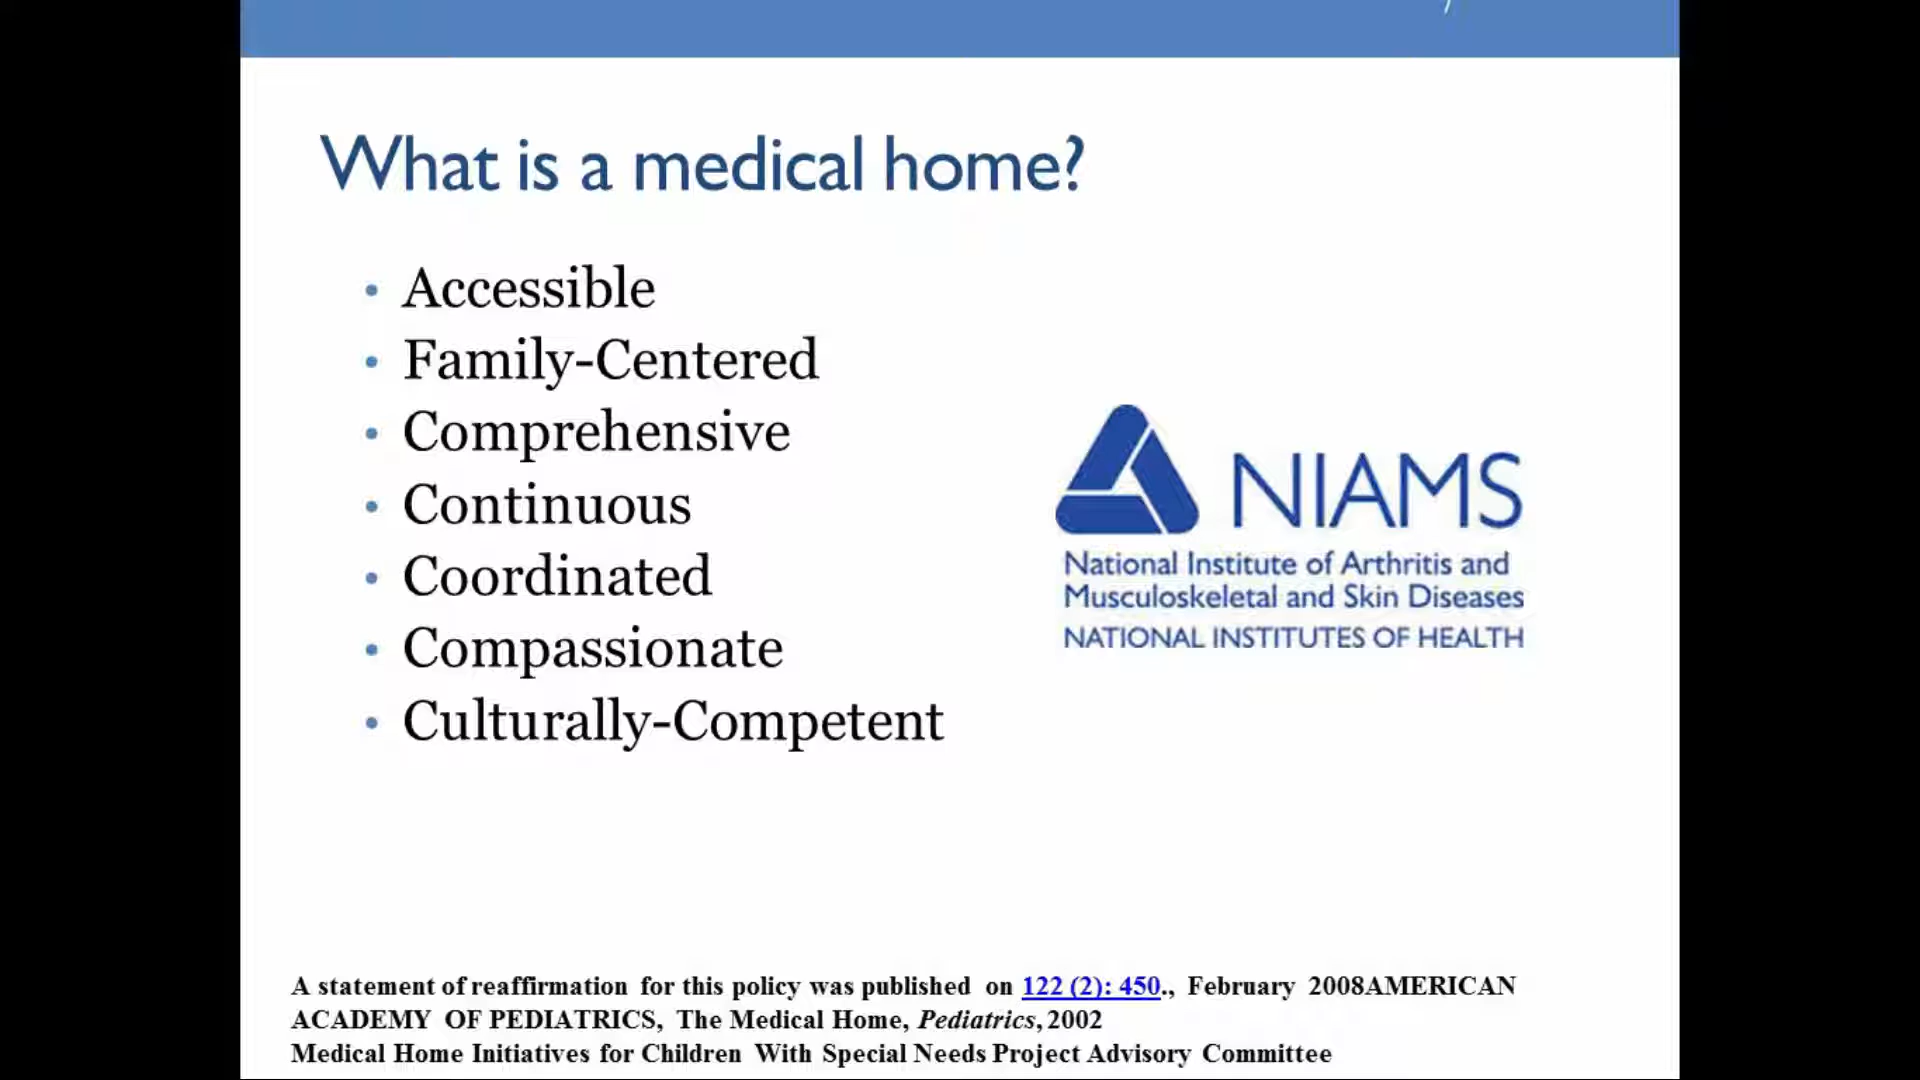 What is a medical home?
• Accessible
• Family-Centered
• Comprehensive
• Continuous
• Coordinated
• Compassionate
• Culturally-Competent
NIAMS
National Institute of Arthritis and
Musculoskeletal and Skin Diseases
NATIONAL INSTITUTES OF HEALTH
A statement of reaffirmation for this policy was published on 122 (2): 450., February 2008AMERICAN
ACADEMY OF PEDIATRICS, The Medical Home, Pediatrics, 2002
Medical Home Initiatives for Children With Special Needs Project Advisory Committee